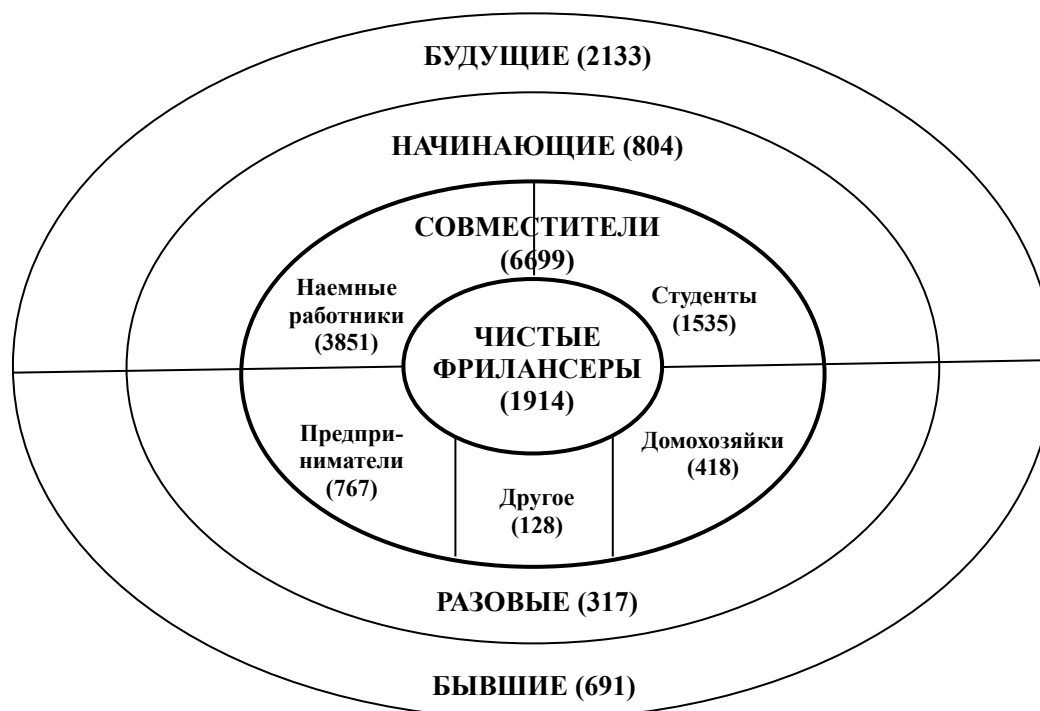 БУДУЩИЕ (2133)
НАЧИНАЮЩИЕ (804)
СОВМЕСТИТЕЛИ
(6699)
Наемные
работники
(3851)
Студенты
(1535)
ЧИСТЫЕ
ФРИЛАНСЕРЫ
(1914)
Предпри-
ниматели
(767)
Другое
(128)
Домохозяйки
(418)
РАЗОВЫЕ (317)
БЫВШИЕ (691)